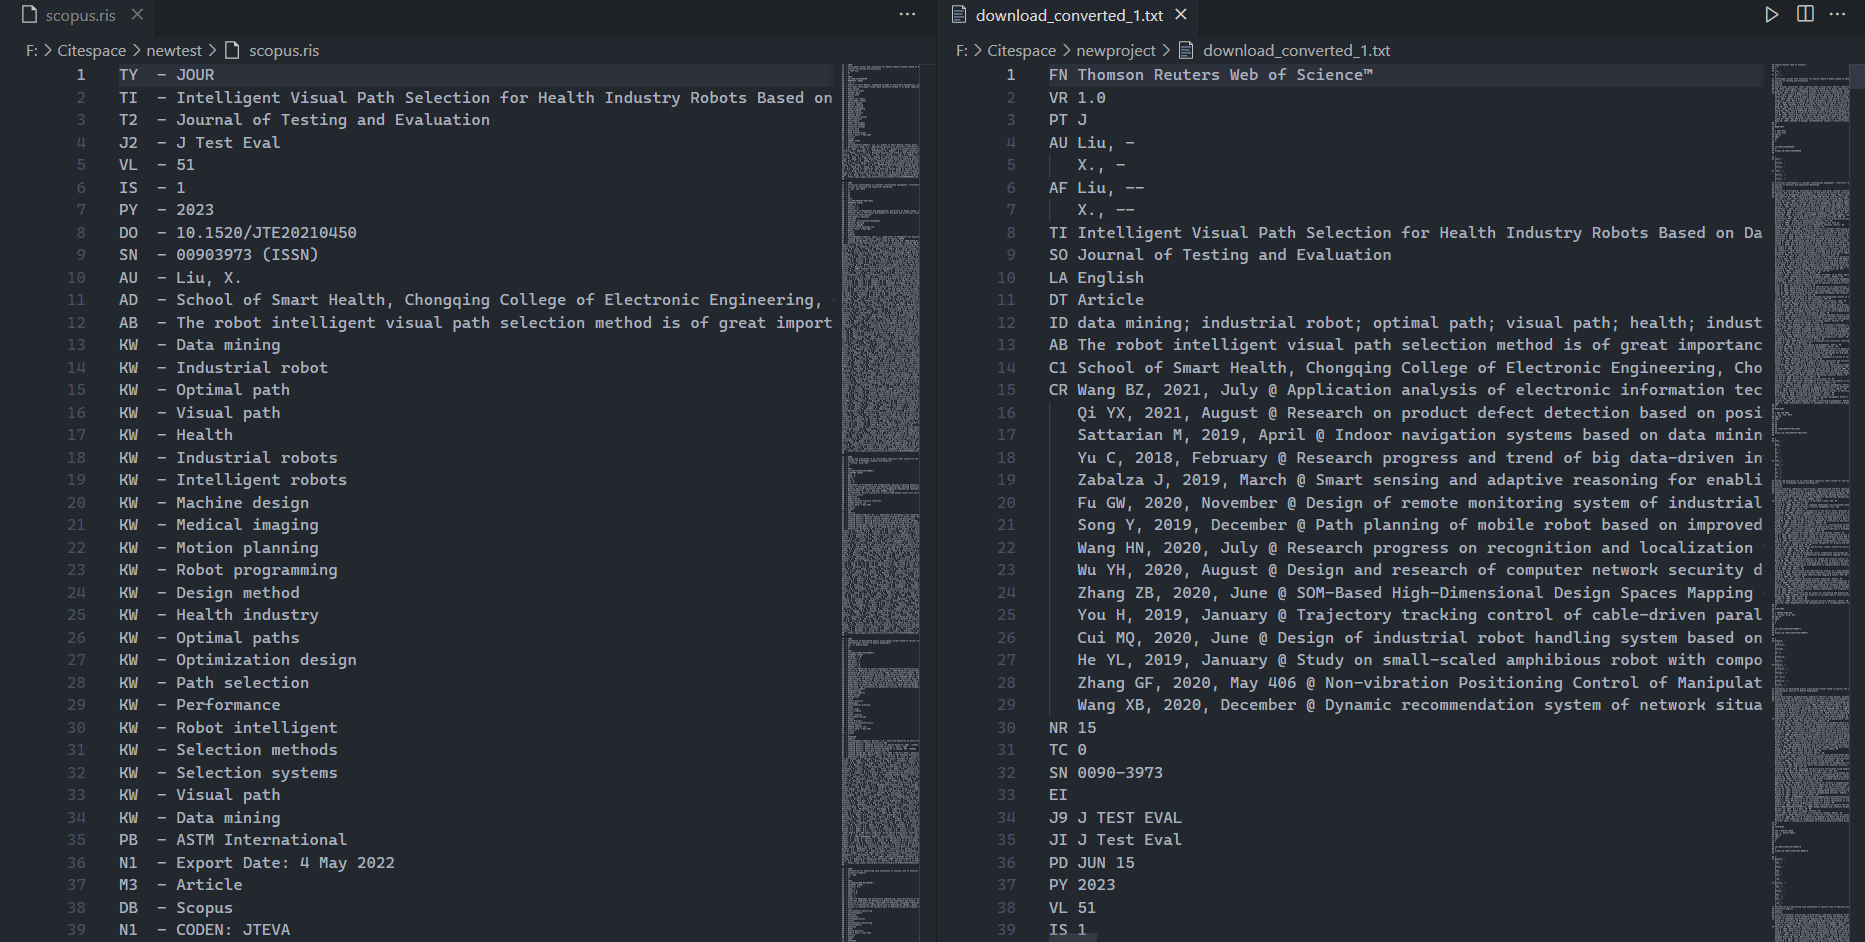 scopus.ris
F: > Citespace > newtest > scopus.ris
1 TY - JOUR
2 TI - Intelligent Visual Path Selection for Health Industry Robots Based on
3 T2 - Journal of Testing and Evaluation
4 J2 - J Test Eval
5 VL - 51
6 IS - 1
7 PY - 2023
8 DO - 10.1520/JTE20210450
9 SN - 00903973 (ISSN)
10 AU - Liu, X.
11 AD - School of Smart Health, Chongqing College of Electronic Engineering,
12 AB - The robot intelligent visual path selection method is of great import
13 KW - Data mining
14 KW - Industrial robot
15 KW - Optimal path
16 KW - Visual path
17 KW - Health
18 KW - Industrial robots
19 KW - Intelligent robots
20 KW - Machine design
21 KW - Medical imaging
22 KW - Motion planning
23 KW - Robot programming
24 KW - Design method
25 KW - Health industry
26 KW - Optimal paths
27 KW - Optimization design
28 KW - Path selection
29 KW - Performance
30 KW - Robot intelligent
31 KW - Selection methods
32 KW - Selection systems
33 KW - Visual path
34 KW - Data mining
35 PB - ASTM International
36 N1 - Export Date: 4 May 2022
37 M3 - Article
38 DB - Scopus
39 N1 - CODEN: JTEVA
download_converted_1.txt
F: > Citespace > newproject > download_converted_1.txt
1 FN Thomson Reuters Web of Science™
2 VR 1.0
3 PT J
4 AU Liu, -
5 X., -
6 AF Liu, --
7 X., --
8 TI Intelligent Visual Path Selection for Health Industry Robots Based on Da
9 SO Journal of Testing and Evaluation
10 LA English
11 DT Article
12 ID data mining; industrial robot; optimal path; visual path; health; indust
13 AB The robot intelligent visual path selection method is of great importanc
14 C1 School of Smart Health, Chongqing College of Electronic Engineering, Cho
15 CR Wang BZ, 2021, July @ Application analysis of electronic information tec
16 Qi YX, 2021, August @ Research on product defect detection based on posi
17 Sattarian M, 2019, April @ Indoor navigation systems based on data minin
18 Yu C, 2018, February @ Research progress and trend of big data-driven in
19 Zabalza J, 2019, March @ Smart sensing and adaptive reasoning for enabli
20 Fu GW, 2020, November @ Design of remote monitoring system of industrial
21 Song Y, 2019, December @ Path planning of mobile robot based on improved
22 Wang HN, 2020, July @ Research progress on recognition and localization
23 Wu YH, 2020, August @ Design and research of computer network security d
24 Zhang ZB, 2020, June @ SOM-Based High-Dimensional Design Spaces Mapping
25 You H, 2019, January @ Trajectory tracking control of cable-driven paral
26 Cui MQ, 2020, June @ Design of industrial robot handling system based on
27 He YL, 2019, January @ Study on small-scaled amphibious robot with compo
28 Zhang GF, 2020, May 406 @ Non-vibration Positioning Control of Manipulat
29 Wang XB, 2020, December @ Dynamic recommendation system of network situa
30 NR 15
31 TC 0
32 SN 0090-3973
33 EI
34 J9 J TEST EVAL
35 JI J Test Eval
36 PD JUN 15
37 PY 2023
38 VL 51
39 IS 1